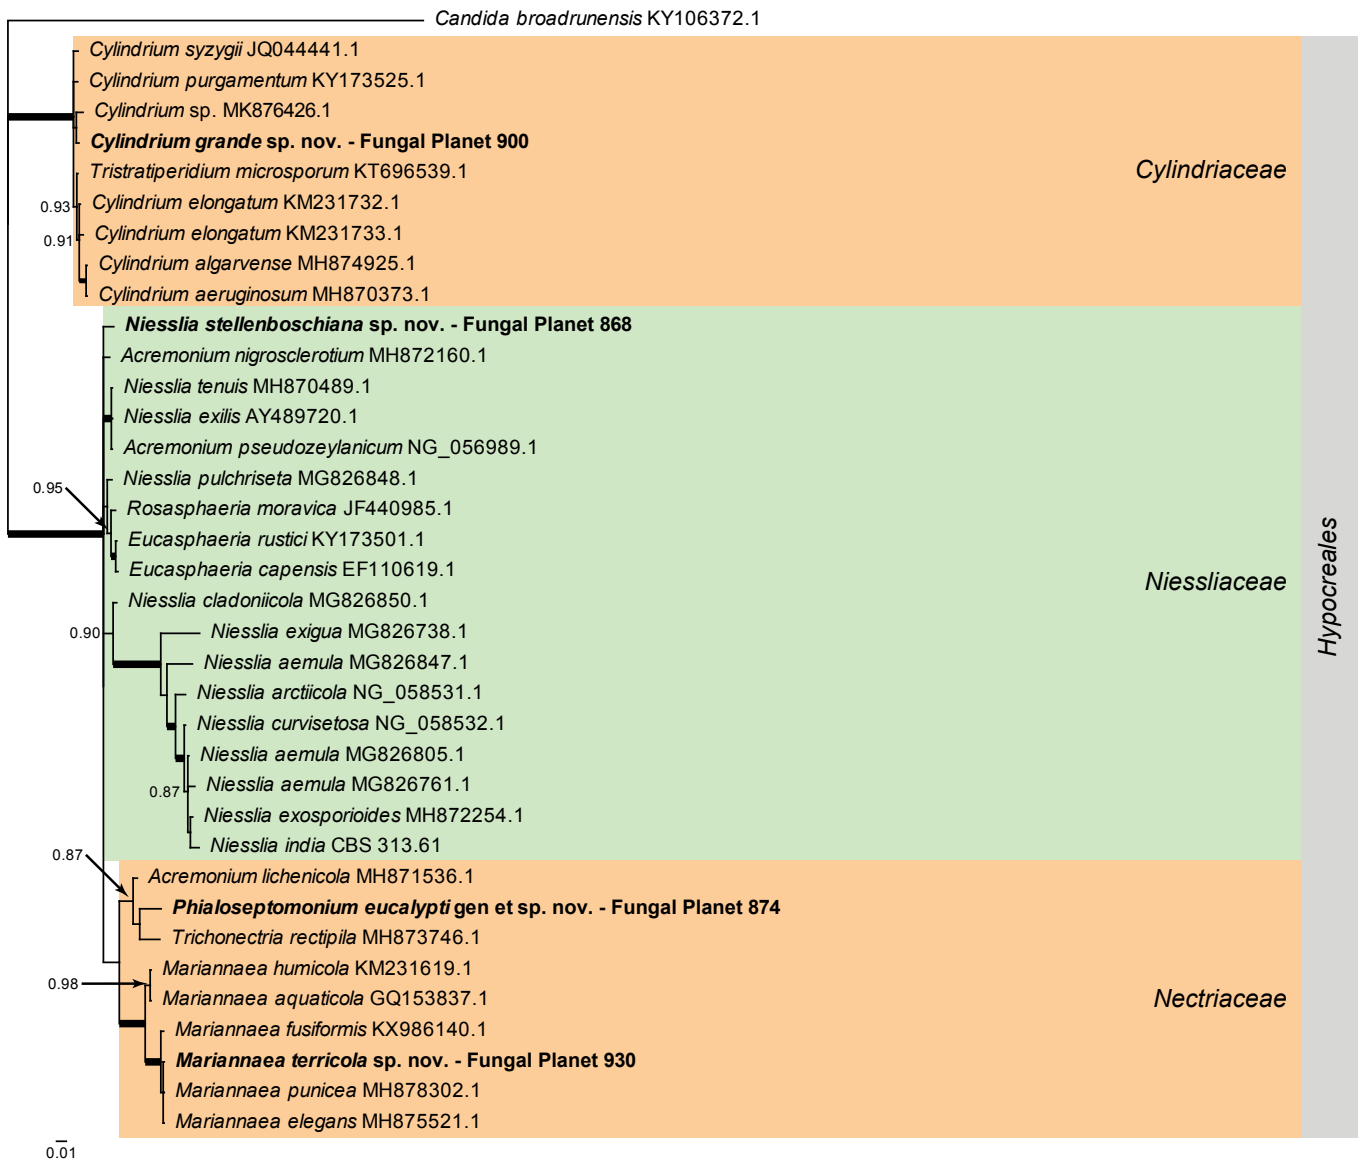 Candida broadrunensis KY106372.1
Cylindrium syzygii JQ044441.1
Cylindrium purgamentum KY173525.1
Cylindrium sp. MK876426.1
Cylindrium grande sp. nov. - Fungal Planet 900
Cylindriaceae
Tristratiperidium microsporum KT696539.1
0.93
Cylindrium elongatum KM231732.1
0.91
Cylindrium elongatum KM231733.1
Cylindrium algarvense MH874925.1
Cylindrium aeruginosum MH870373.1
Niesslia stellenboschiana sp. nov. - Fungal Planet 868
Acremonium nigrosclerotium MH872160.1
Niesslia tenuis MH870489.1
Niesslia exilis AY489720.1
Acremonium pseudozeylanicum NG_056989.1
Niesslia pulchriseta MG826848.1
0.95
Rosasphaeria moravica JF440985.1
Eucasphaeria rustici KY173501.1
Eucasphaeria capensis EF110619.1
Niessliaceae
Hypocreales
Niesslia cladoniicola MG826850.1
0.90
Niesslia exigua MG826738.1
Niesslia aemula MG826847.1
Niesslia arctiicola NG_058531.1
Niesslia curvisetosa NG_058532.1
Niesslia aemula MG826805.1
Niesslia aemula MG826761.1
0.87
Niesslia exosporioides MH872254.1
Niesslia india CBS 313.61
0.87
Acremonium lichenicola MH871536.1
Phialoseptomonium eucalypti gen et sp. nov. - Fungal Planet 874
Trichonectria rectipila MH873746.1
Mariannaea humicola KM231619.1
0.98
Mariannaea aquaticola GQ153837.1
Nectriaceae
Mariannaea fusiformis KX986140.1
Mariannaea terricola sp. nov. - Fungal Planet 930
Mariannaea punicea MH878302.1
Mariannaea elegans MH875521.1
0.01